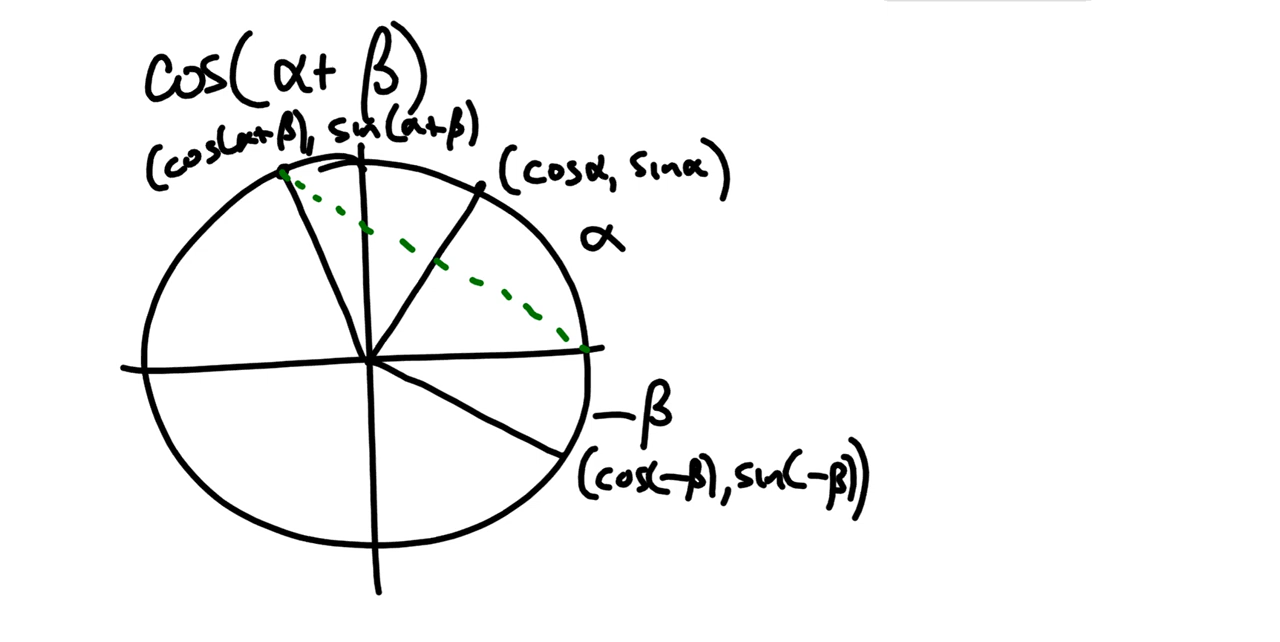 cos(α+β)
(cos(α+β), sin(α+β)
(cosα, sinα)
α
-β
(cos(-β), sin(-β))